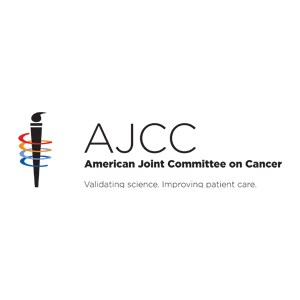 AJCC
American Joint Committee on Cancer
Validating science. Improving patient care.